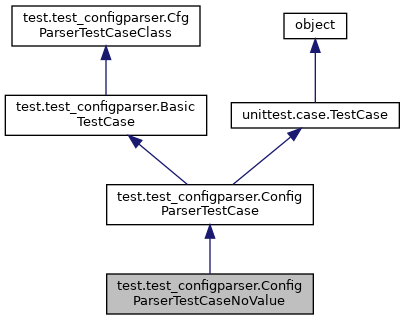 test.test_configparser.Cfg
ParserTestCaseClass
object
test.test_configparser.Basic
TestCase
unittest.case.TestCase
test.test_configparser.Config
ParserTestCase
test.test_configparser.Config
ParserTestCaseNoValue